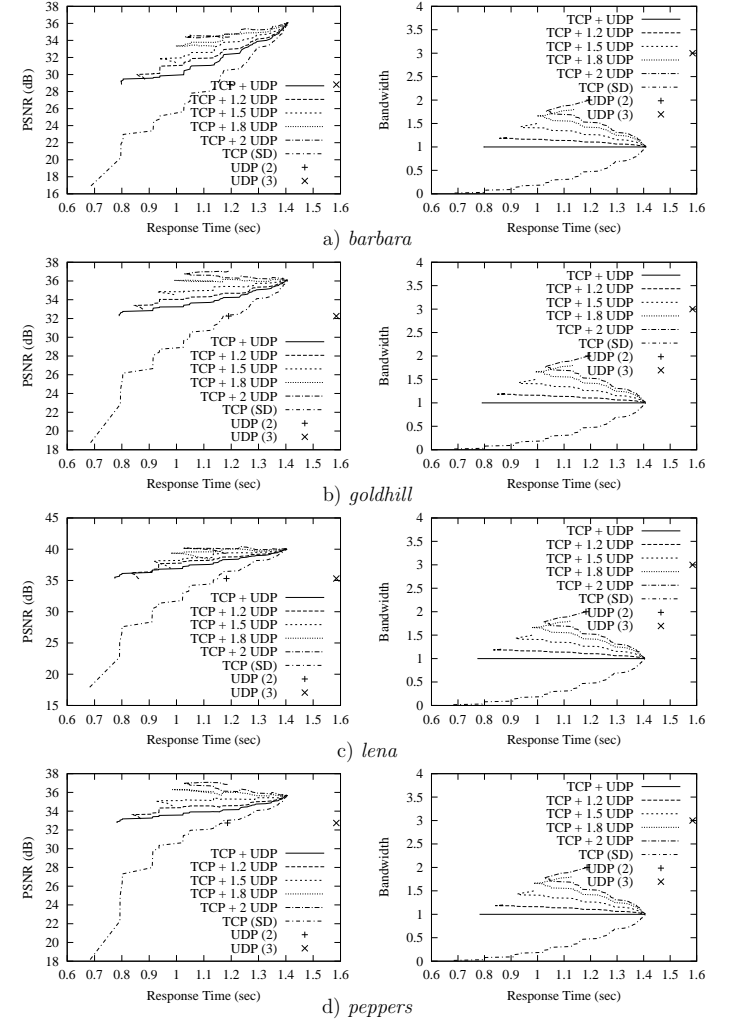 38
36
34
32
30
28
26
24
22
20
18
16
PSNR (dB)
TCP + UDP
TCP + 1.2 UDP
TCP + 1.5 UDP
TCP + 1.8 UDP
TCP + 2 UDP
TCP (SD)
UDP (2)
UDP (3)
0.6 0.7 0.8 0.9 1 1.1 1.2 1.3 1.4 1.5 1.6
Response Time (sec)
4
3.5
3
2.5
2
1.5
1
0.5
0
Bandwidth
TCP + UDP
TCP + 1.2 UDP
TCP + 1.5 UDP
TCP + 1.8 UDP
TCP + 2 UDP
TCP (SD)
UDP (2)
UDP (3)
0.6 0.7 0.8 0.9 1 1.1 1.2 1.3 1.4 1.5 1.6
Response Time (sec)
a) barbara
38
36
34
32
30
28
26
24
22
20
18
PSNR (dB)
TCP + UDP
TCP + 1.2 UDP
TCP + 1.5 UDP
TCP + 1.8 UDP
TCP + 2 UDP
TCP (SD)
UDP (2)
UDP (3)
0.6 0.7 0.8 0.9 1 1.1 1.2 1.3 1.4 1.5 1.6
Response Time (sec)
4
3.5
3
2.5
2
1.5
1
0.5
0
Bandwidth
TCP + UDP
TCP + 1.2 UDP
TCP + 1.5 UDP
TCP + 1.8 UDP
TCP + 2 UDP
TCP (SD)
UDP (2)
UDP (3)
0.6 0.7 0.8 0.9 1 1.1 1.2 1.3 1.4 1.5 1.6
Response Time (sec)
b) goldhill
45
40
35
30
25
20
15
PSNR (dB)
TCP + UDP
TCP + 1.2 UDP
TCP + 1.5 UDP
TCP + 1.8 UDP
TCP + 2 UDP
TCP (SD)
UDP (2)
UDP (3)
0.6 0.7 0.8 0.9 1 1.1 1.2 1.3 1.4 1.5 1.6
Response Time (sec)
4
3.5
3
2.5
2
1.5
1
0.5
0
Bandwidth
TCP + UDP
TCP + 1.2 UDP
TCP + 1.5 UDP
TCP + 1.8 UDP
TCP + 2 UDP
TCP (SD)
UDP (2)
UDP (3)
0.6 0.7 0.8 0.9 1 1.1 1.2 1.3 1.4 1.5 1.6
Response Time (sec)
c) lena
38
36
34
32
30
28
26
24
22
20
18
PSNR (dB)
TCP + UDP
TCP + 1.2 UDP
TCP + 1.5 UDP
TCP + 1.8 UDP
TCP + 2 UDP
TCP (SD)
UDP (2)
UDP (3)
0.6 0.7 0.8 0.9 1 1.1 1.2 1.3 1.4 1.5 1.6
Response Time (sec)
4
3.5
3
2.5
2
1.5
1
0.5
0
Bandwidth
TCP + UDP
TCP + 1.2 UDP
TCP + 1.5 UDP
TCP + 1.8 UDP
TCP + 2 UDP
TCP (SD)
UDP (2)
UDP (3)
0.6 0.7 0.8 0.9 1 1.1 1.2 1.3 1.4 1.5 1.6
Response Time (sec)
d) peppers